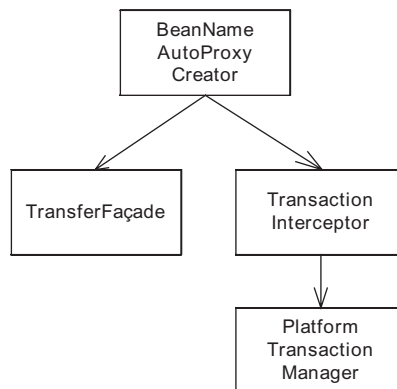 BeanName
AutoProxy
Creator
TransferFaçade
Transaction
Interceptor
Platform
Transaction
Manager